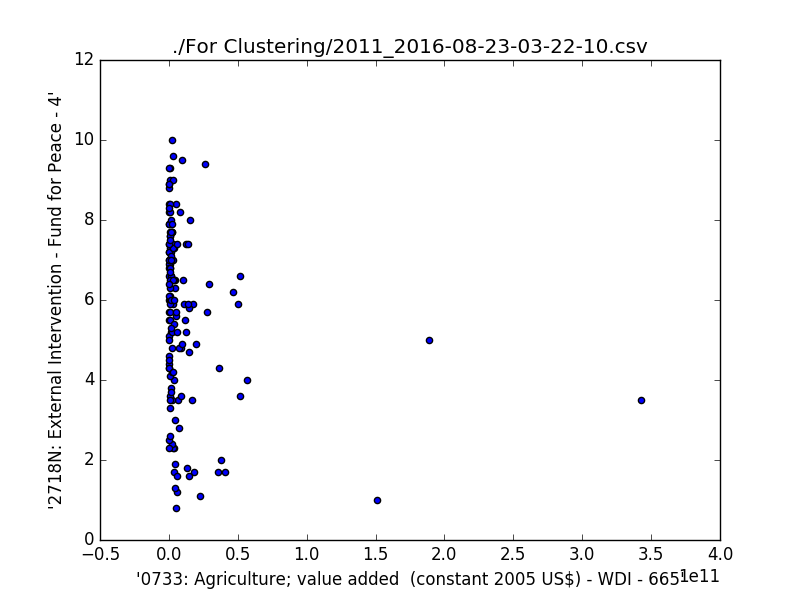 ./For Clustering/2011_2016-08-23-03-22-10.csv
12
10
8
6
4
2
0
'2718N: External Intervention - Fund for Peace - 4'
−0.5 0.0 0.5 1.0 1.5 2.0 2.5 3.0 3.5 4.0
1e11
'0733: Agriculture; value added  (constant 2005 US$) - WDI - 665'